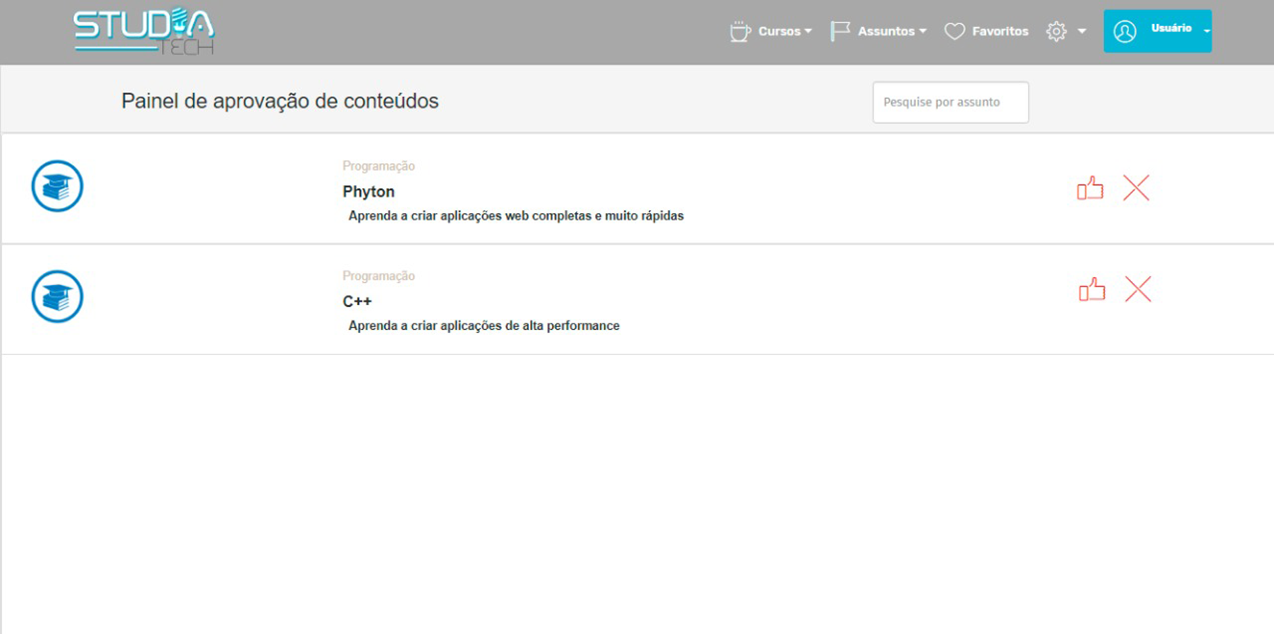 STUDIA
TECH
Cursos
Assuntos
Favoritos
Usuário
Painel de aprovação de conteúdos
Pesquise por assunto
Programação
Phyton
Aprenda a criar aplicações web completas e muito rápidas
Programação
C++
Aprenda a criar aplicações de alta performance